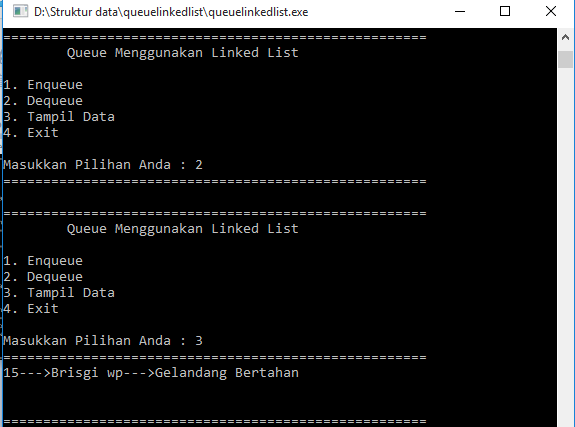 D:\Struktur data\queuelinkedlist\queuelinkedlist.exe
=====================================================
Queue Menggunakan Linked List
1. Enqueue
2. Dequeue
3. Tampil Data
4. Exit
Masukkan Pilihan Anda : 2
=====================================================
=====================================================
Queue Menggunakan Linked List
1. Enqueue
2. Dequeue
3. Tampil Data
4. Exit
Masukkan Pilihan Anda : 3
=====================================================
15--->Brisgi wp--->Gelandang Bertahan
=====================================================